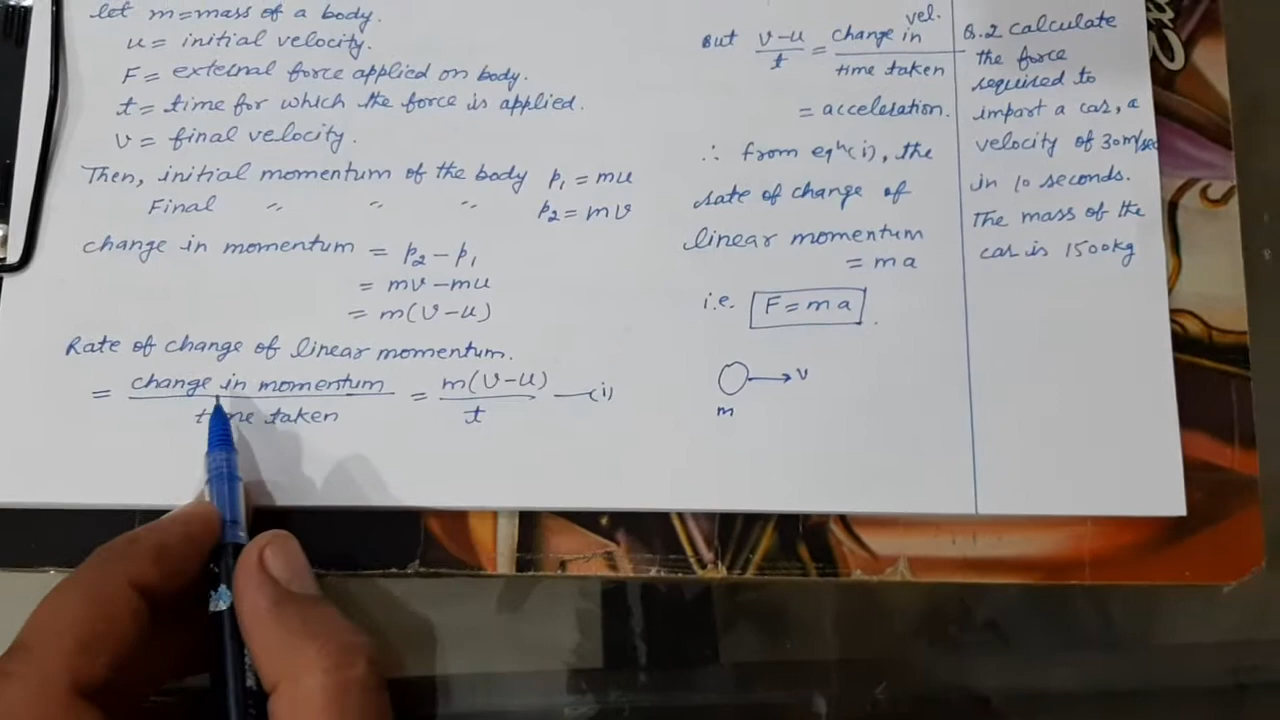 let m=mass of a body.
u = initial velocity.
F = external force applied on body.
t = time for which the force is applied.
v = final velocity.
Then, initial momentum of the body p₁ = mu
Final 〃 〃 〃 p₂ = mv
change in momentum = p₂ - p₁
= mv - mu
= m(v-u)
Rate of change of linear momentum.
= change in momentum / time taken = m(v-u) / t —(i)
But v-u / t = change in vel. / time taken
= acceleration.
∴ from eqⁿ(i), the
rate of change of
linear momentum
= ma
i.e. F = ma.
v
m
Q.2 calculate
the force
required to
impart a car, a
velocity of 30m/sec
in 10 seconds.
The mass of the
car is 1500kg
Ex